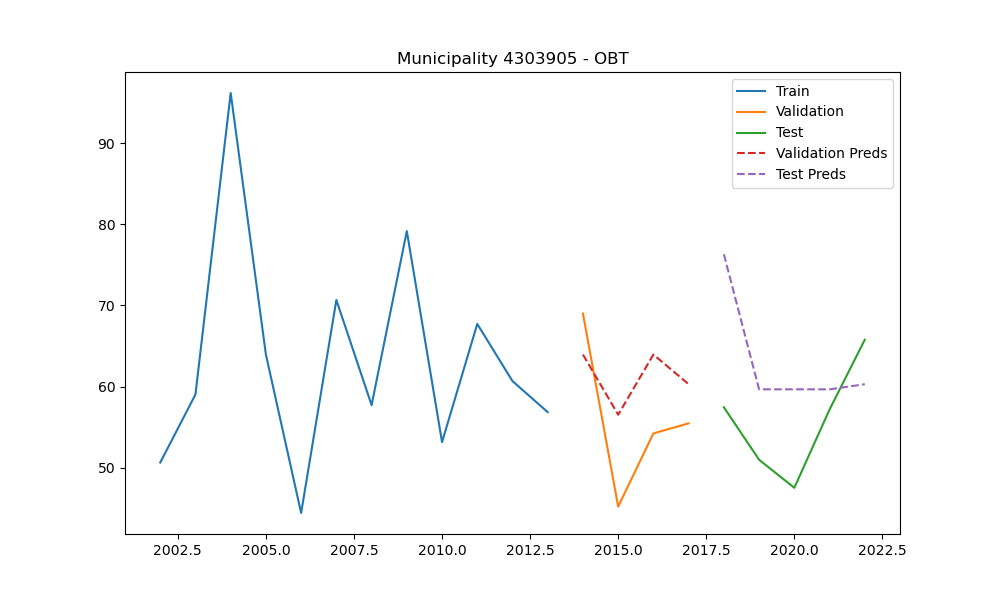 Municipality 4303905 - OBT
Train
Validation
Test
Validation Preds
Test Preds
90
80
70
60
50
2002.5 2005.0 2007.5 2010.0 2012.5 2015.0 2017.5 2020.0 2022.5